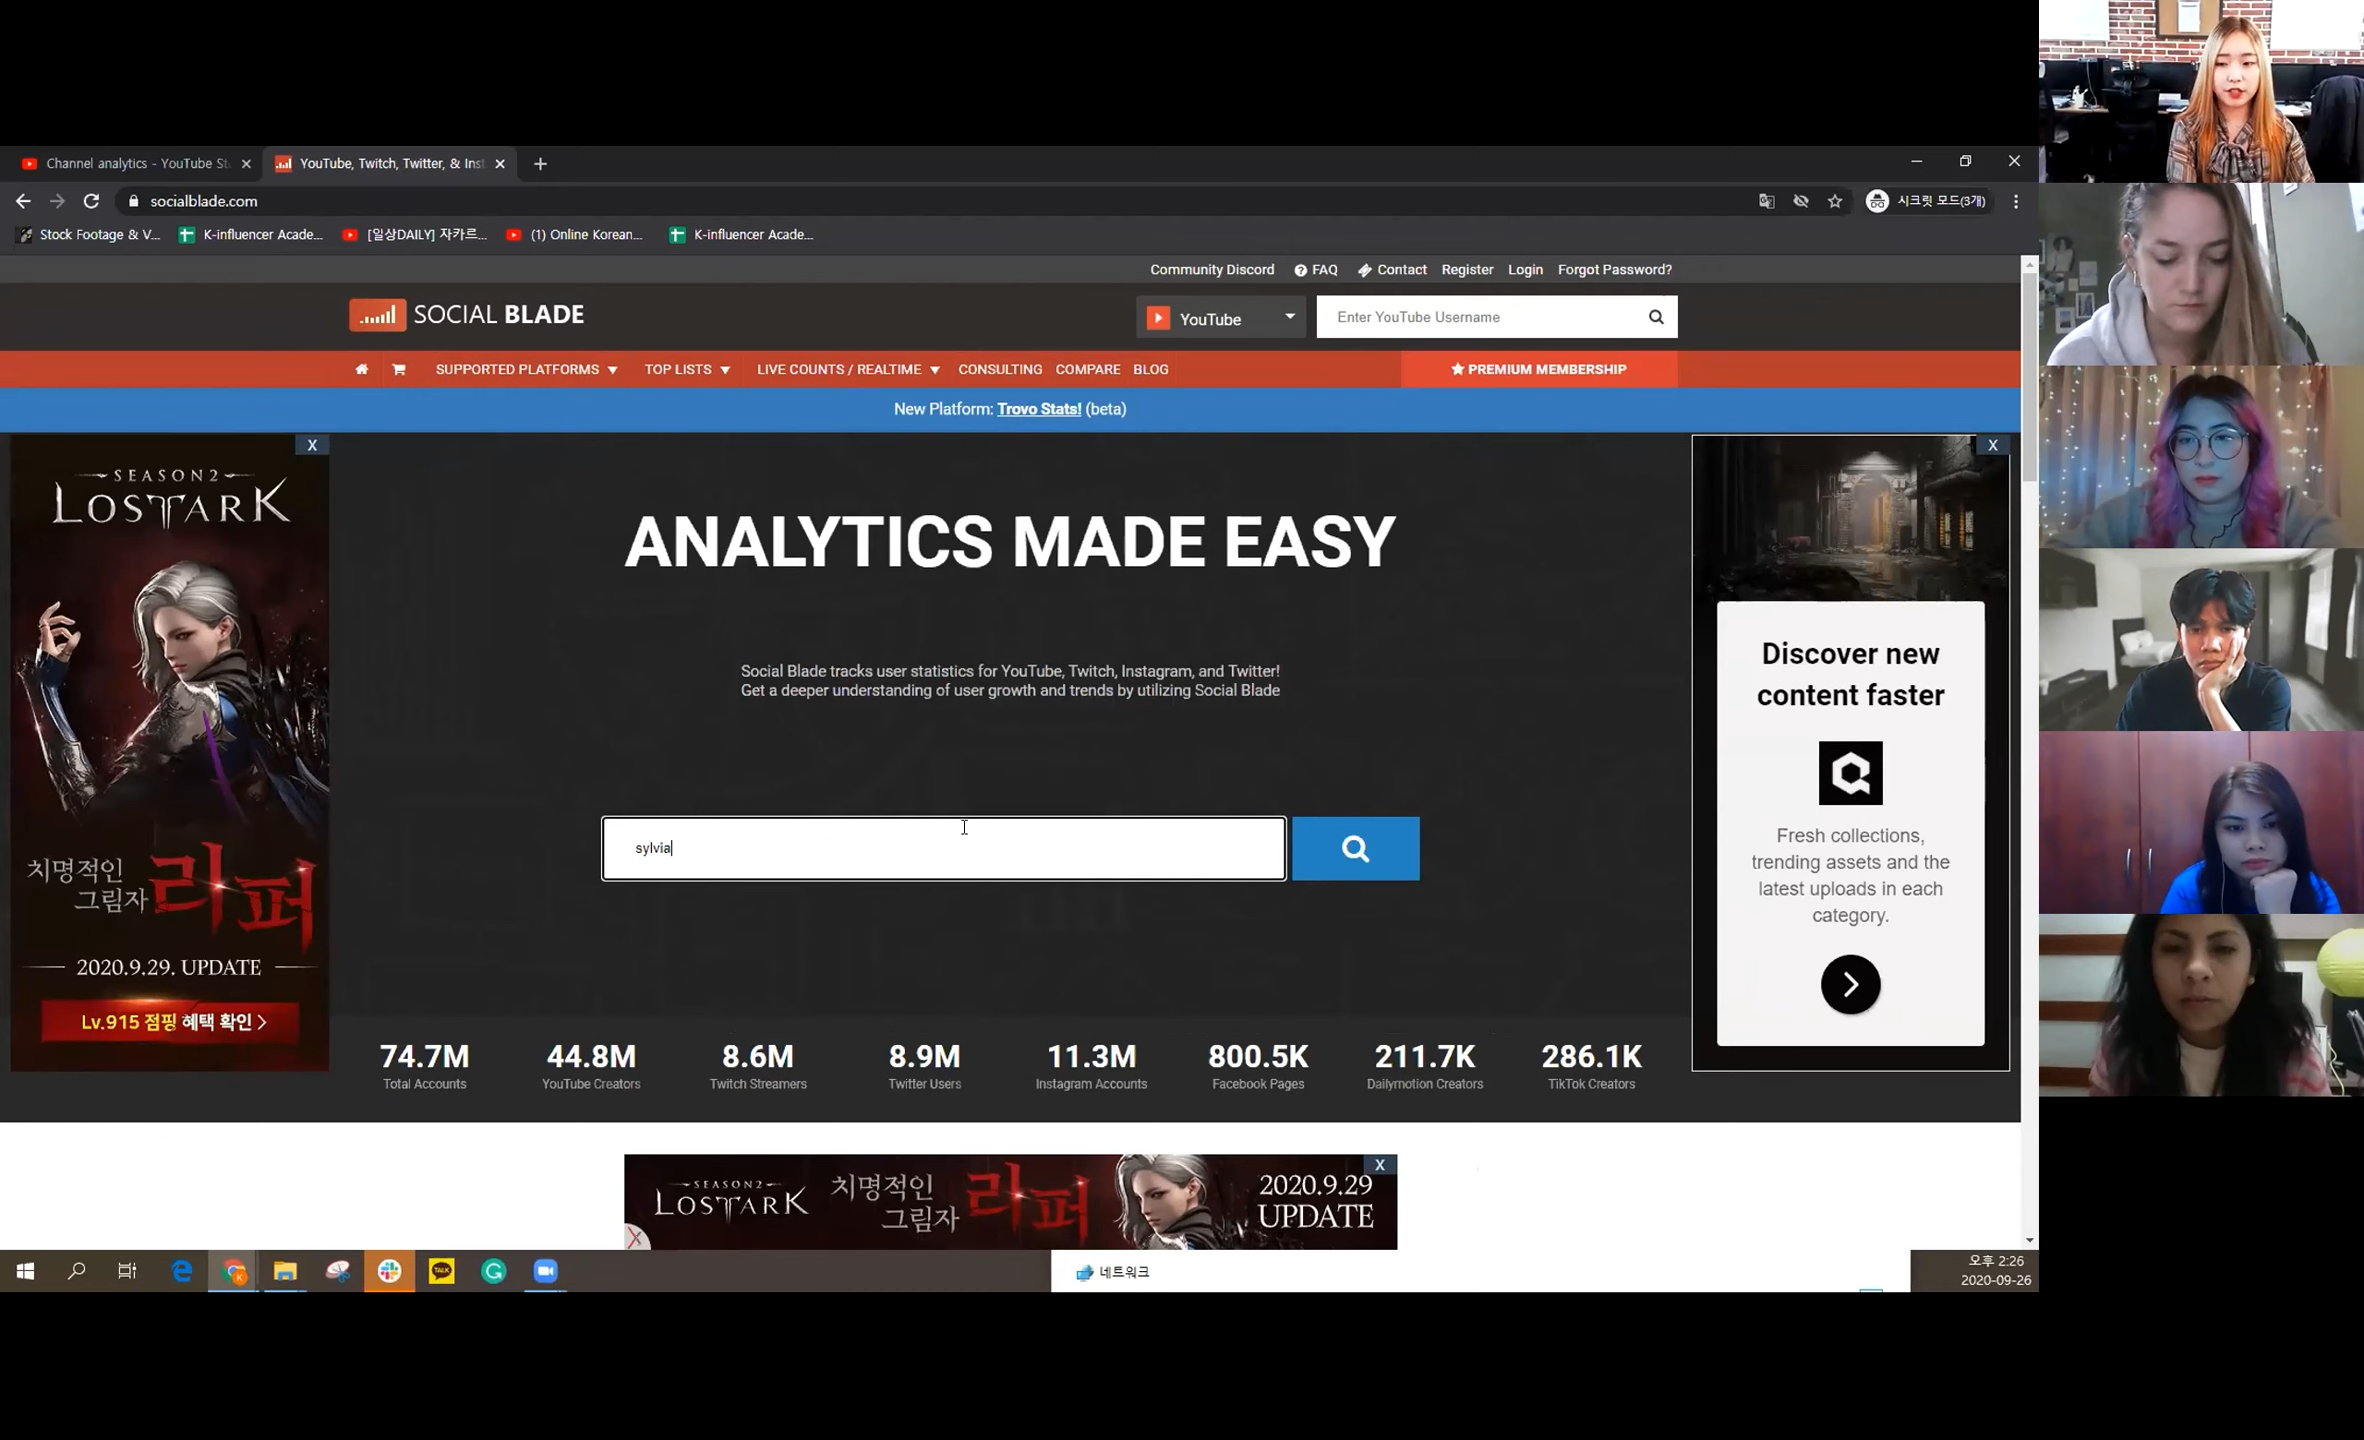 Channel analytics - YouTube St
YouTube, Twitch, Twitter, & Inst
socialblade.com
시크릿 모드(3개)
Stock Footage & V...
K-influencer Acade...
[일상DAILY] 자카르...
(1) Online Korean...
K-influencer Acade...
Community Discord
FAQ
Contact
Register
Login
Forgot Password?
SOCIAL BLADE
YouTube
Enter YouTube Username
SUPPORTED PLATFORMS
TOP LISTS
LIVE COUNTS / REALTIME
CONSULTING
COMPARE
BLOG
PREMIUM MEMBERSHIP
New Platform: Trovo Stats! (beta)
X
SEASON2
LOSTARK
치명적인
그림자
리퍼
2020.9.29. UPDATE
Lv.915 점핑 혜택 확인 >
ANALYTICS MADE EASY
Social Blade tracks user statistics for YouTube, Twitch, Instagram, and Twitter!
Get a deeper understanding of user growth and trends by utilizing Social Blade
sylvia
X
Discover new
content faster
Fresh collections,
trending assets and the
latest uploads in each
category.
74.7M
Total Accounts
44.8M
YouTube Creators
8.6M
Twitch Streamers
8.9M
Twitter Users
11.3M
Instagram Accounts
800.5K
Facebook Pages
211.7K
Dailymotion Creators
286.1K
TikTok Creators
SEASON2
LOSTARK
치명적인
그림자
리퍼
2020.9.29
UPDATE
X
TALK
네트워크
오후 2:26
2020-09-26